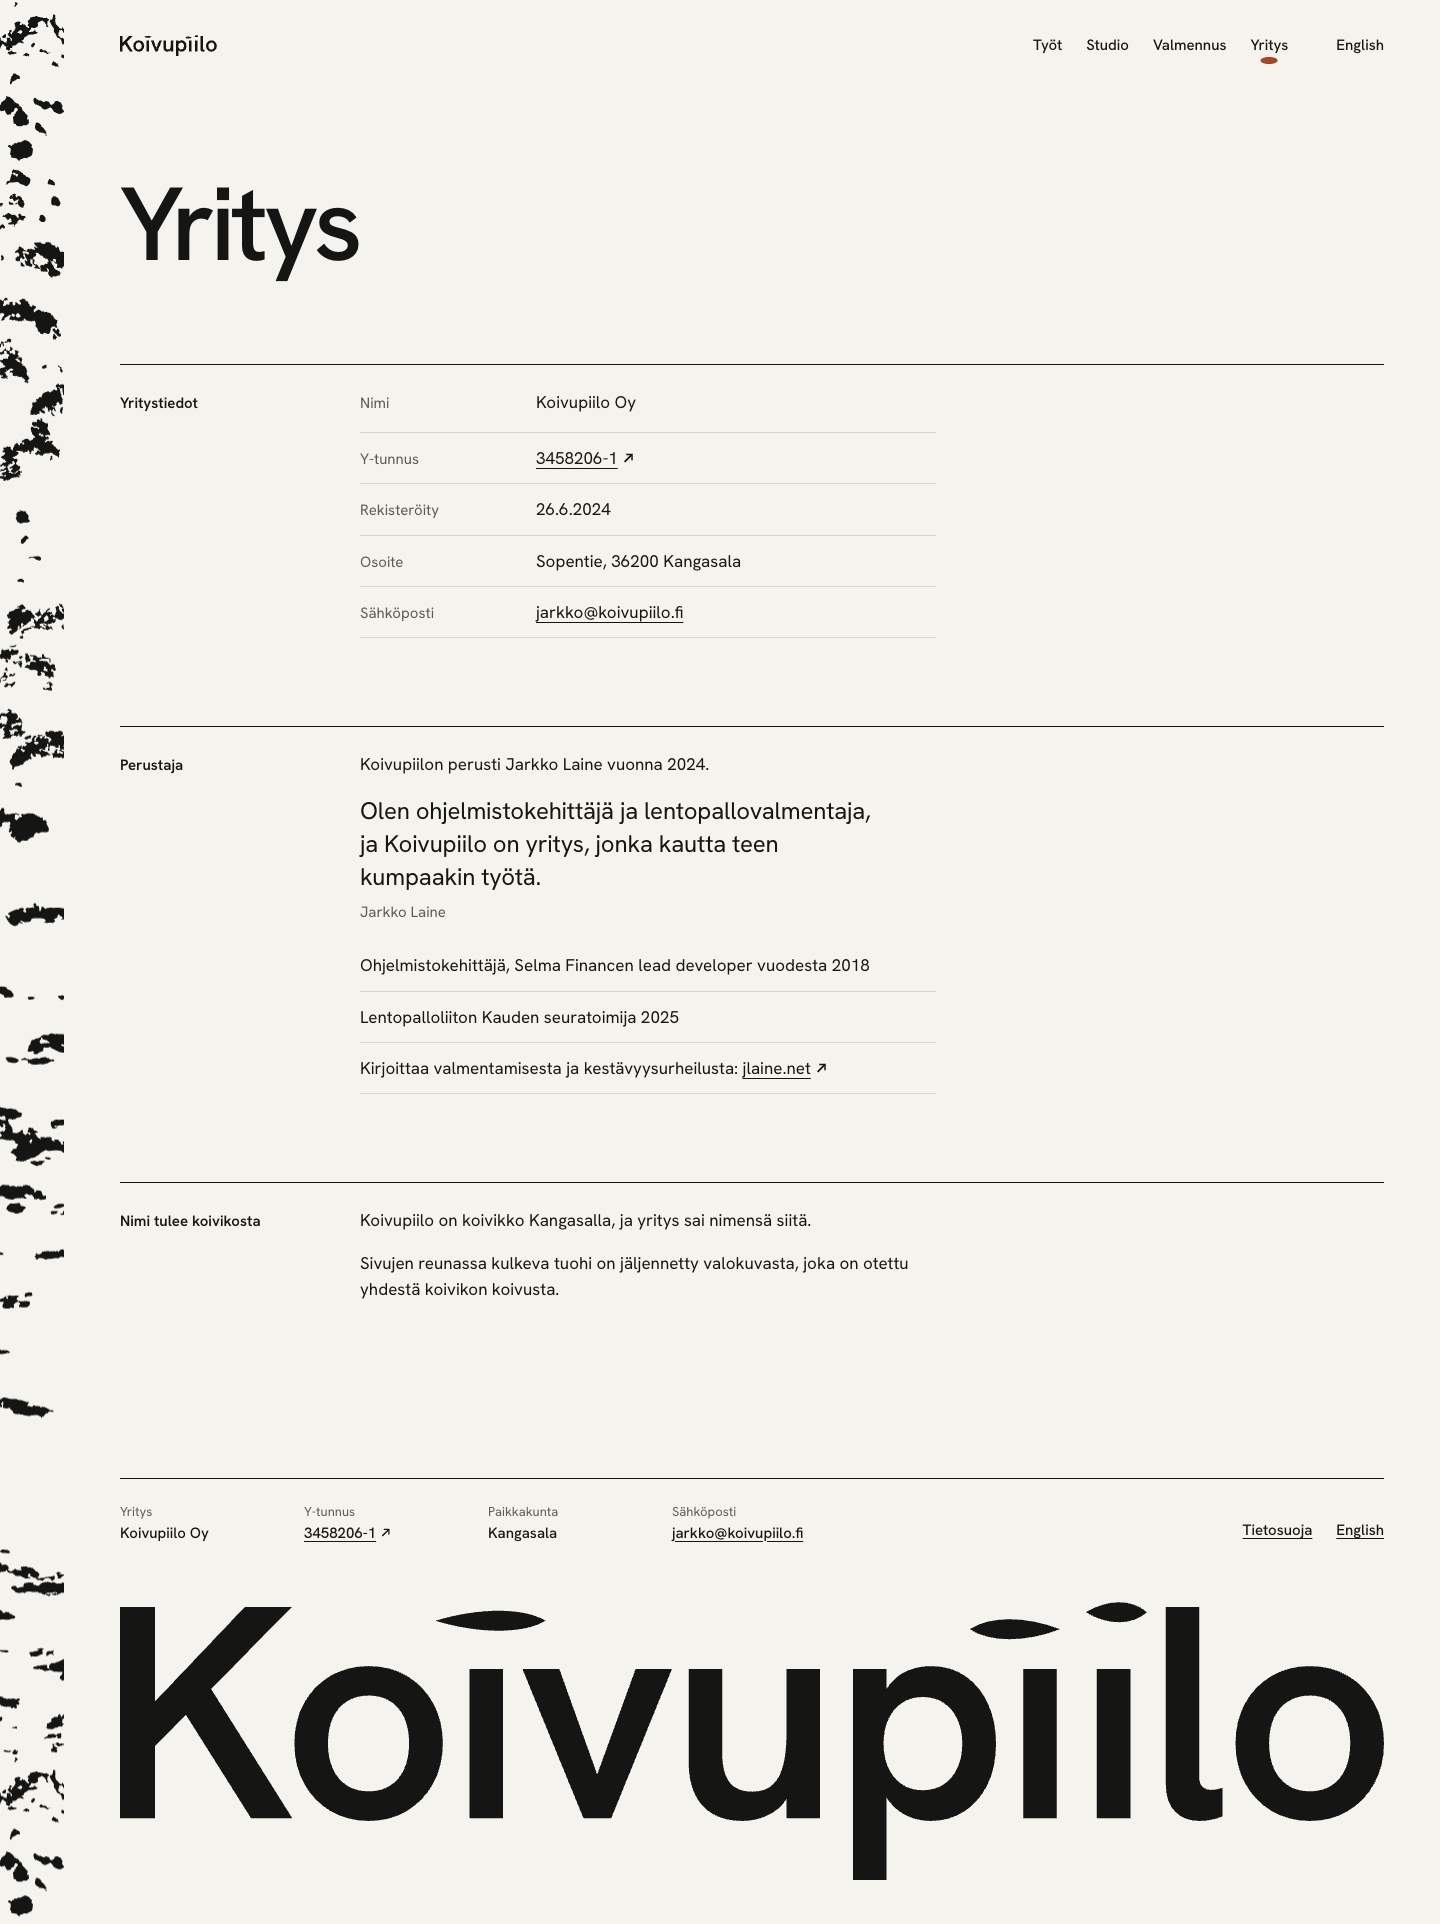 Koivupiilo
Työt Studio Valmennus Yritys English
Yritys
Yritystiedot
Nimi Koivupiilo Oy
Y-tunnus 3458206-1 ↗
Rekisteröity 26.6.2024
Osoite Sopentie, 36200 Kangasala
Sähköposti jarkko@koivupiilo.fi
Perustaja
Koivupiilon perusti Jarkko Laine vuonna 2024.
Olen ohjelmistokehittäjä ja lentopallovalmentaja,
ja Koivupiilo on yritys, jonka kautta teen
kumpaakin työtä.
Jarkko Laine
Ohjelmistokehittäjä, Selma Financen lead developer vuodesta 2018
Lentopalloliiton Kauden seuratoimija 2025
Kirjoittaa valmentamisesta ja kestävyysurheilusta: jlaine.net ↗
Nimi tulee koivikosta
Koivupiilo on koivikko Kangasalla, ja yritys sai nimensä siitä.
Sivujen reunassa kulkeva tuohi on jäljennetty valokuvasta, joka on otettu
yhdestä koivikon koivusta.
Yritys Y-tunnus Paikkakunta Sähköposti
Koivupiilo Oy 3458206-1 ↗ Kangasala jarkko@koivupiilo.fi Tietosuoja English
Koivupiilo